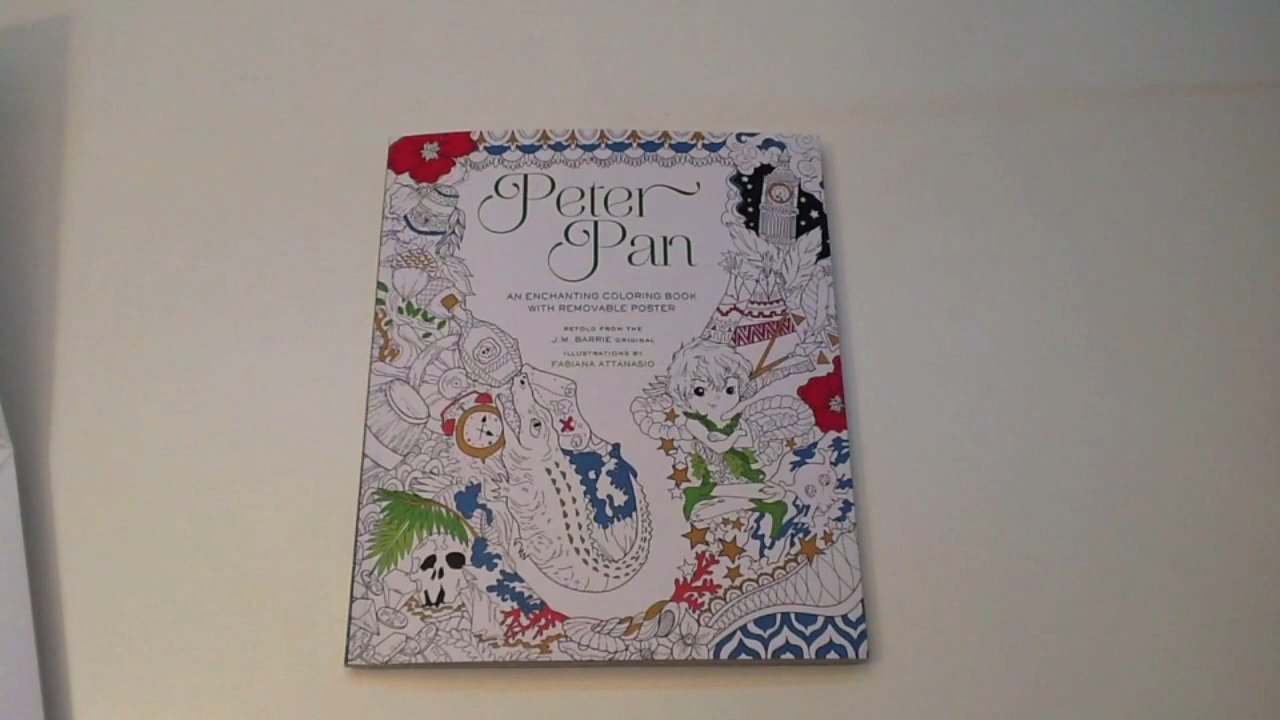 Peter
Pan
AN ENCHANTING COLORING BOOK
WITH REMOVABLE POSTER
RETOLD FROM THE
J.M. BARRIE ORIGINAL
ILLUSTRATIONS BY
FABIANA ATTANASIO